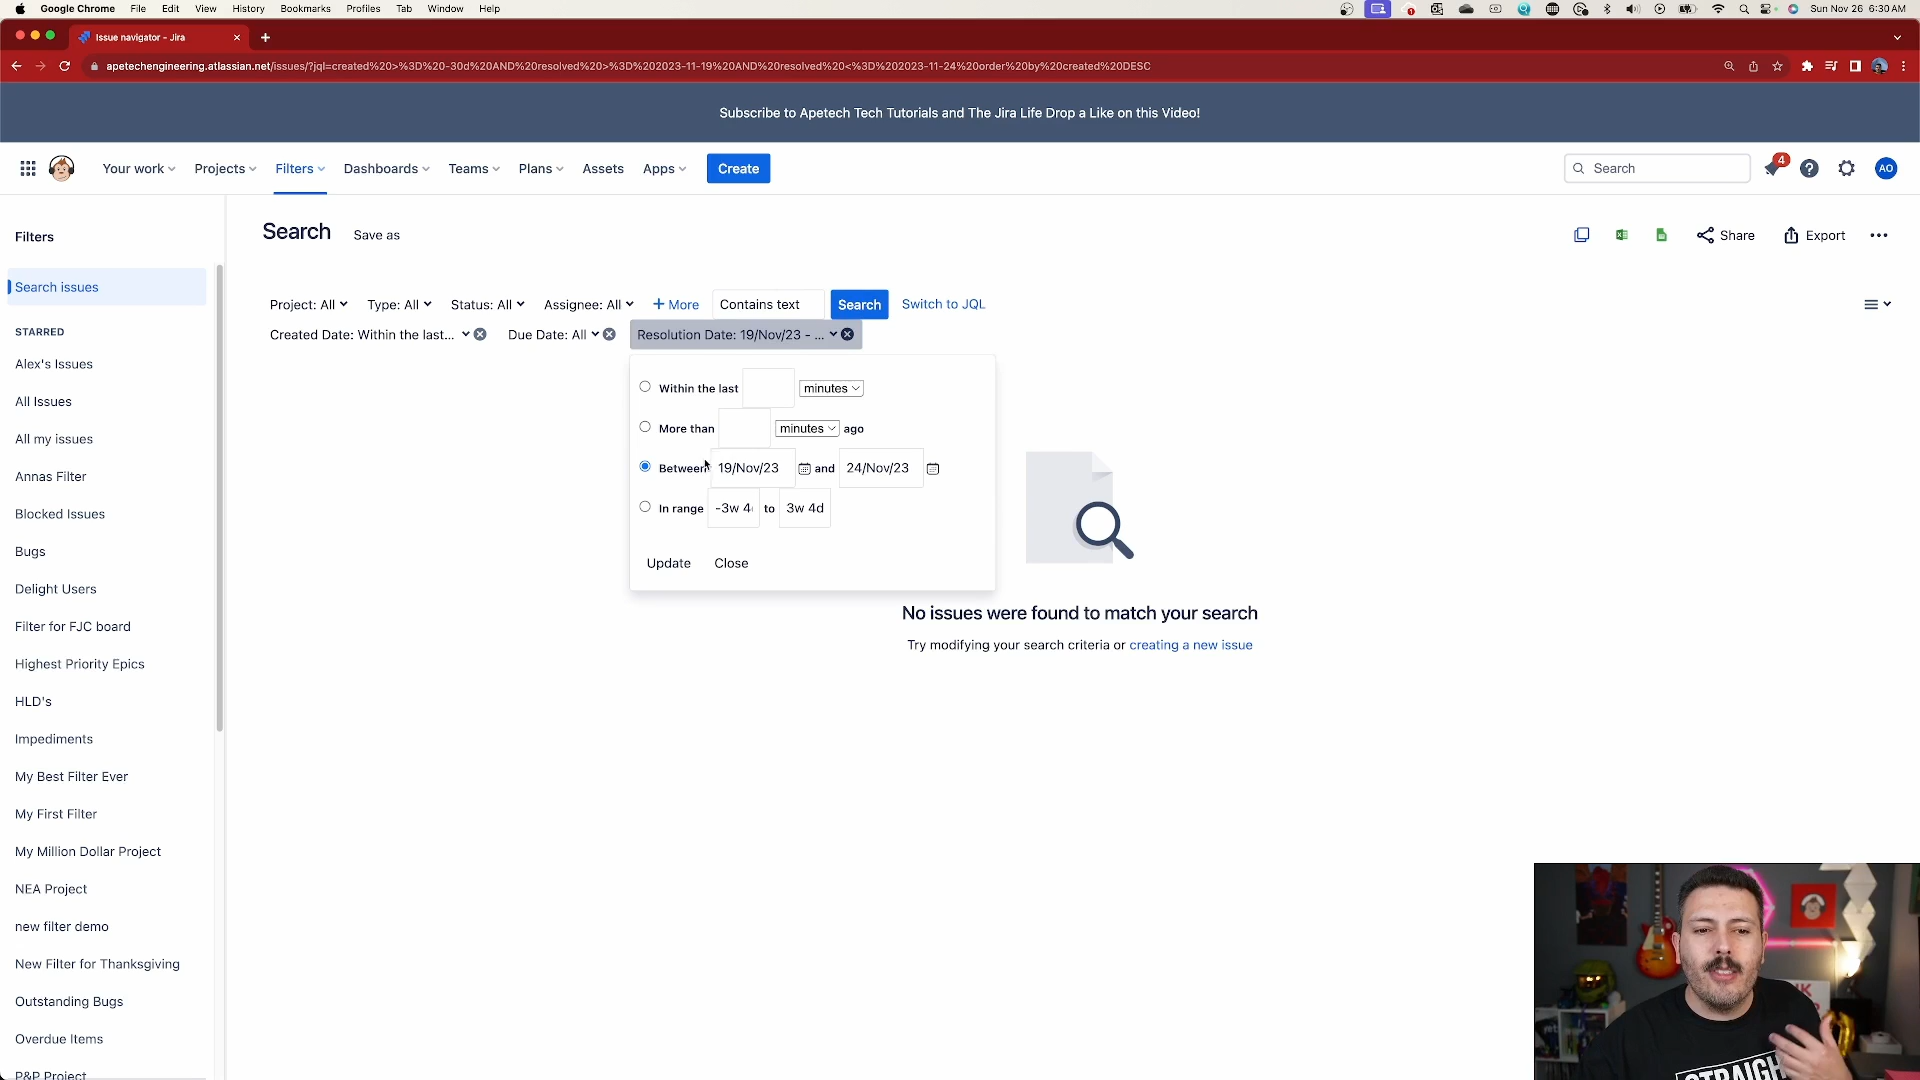 Google Chrome File Edit View History Bookmarks Profiles Tab Window Help
Sun Nov 26 6:30 AM
Issue navigator - Jira
apetechengineering.atlassian.net/issues/?jql=created%20>%3D%20-30d%20AND%20resolved%20>%3D%202023-11-19%20AND%20resolved%20<%3D%202023-11-24%20order%20by%20created%20DESC
Subscribe to Apetech Tech Tutorials and The Jira Life Drop a Like on this Video!
Your work Projects Filters Dashboards Teams Plans Assets Apps Create
Search
4
AO
Filters
Search issues
STARRED
Alex's Issues
All Issues
All my issues
Annas Filter
Blocked Issues
Bugs
Delight Users
Filter for FJC board
Highest Priority Epics
HLD's
Impediments
My Best Filter Ever
My First Filter
My Million Dollar Project
NEA Project
new filter demo
New Filter for Thanksgiving
Outstanding Bugs
Overdue Items
P&P Project
Search Save as
Share Export
Project: All Type: All Status: All Assignee: All + More Contains text Search Switch to JQL
Created Date: Within the last... Due Date: All Resolution Date: 19/Nov/23 - ...
Within the last minutes
More than minutes ago
Between 19/Nov/23 and 24/Nov/23
In range -3w 4 to 3w 4d
Update Close
No issues were found to match your search
Try modifying your search criteria or creating a new issue
STRAIGH